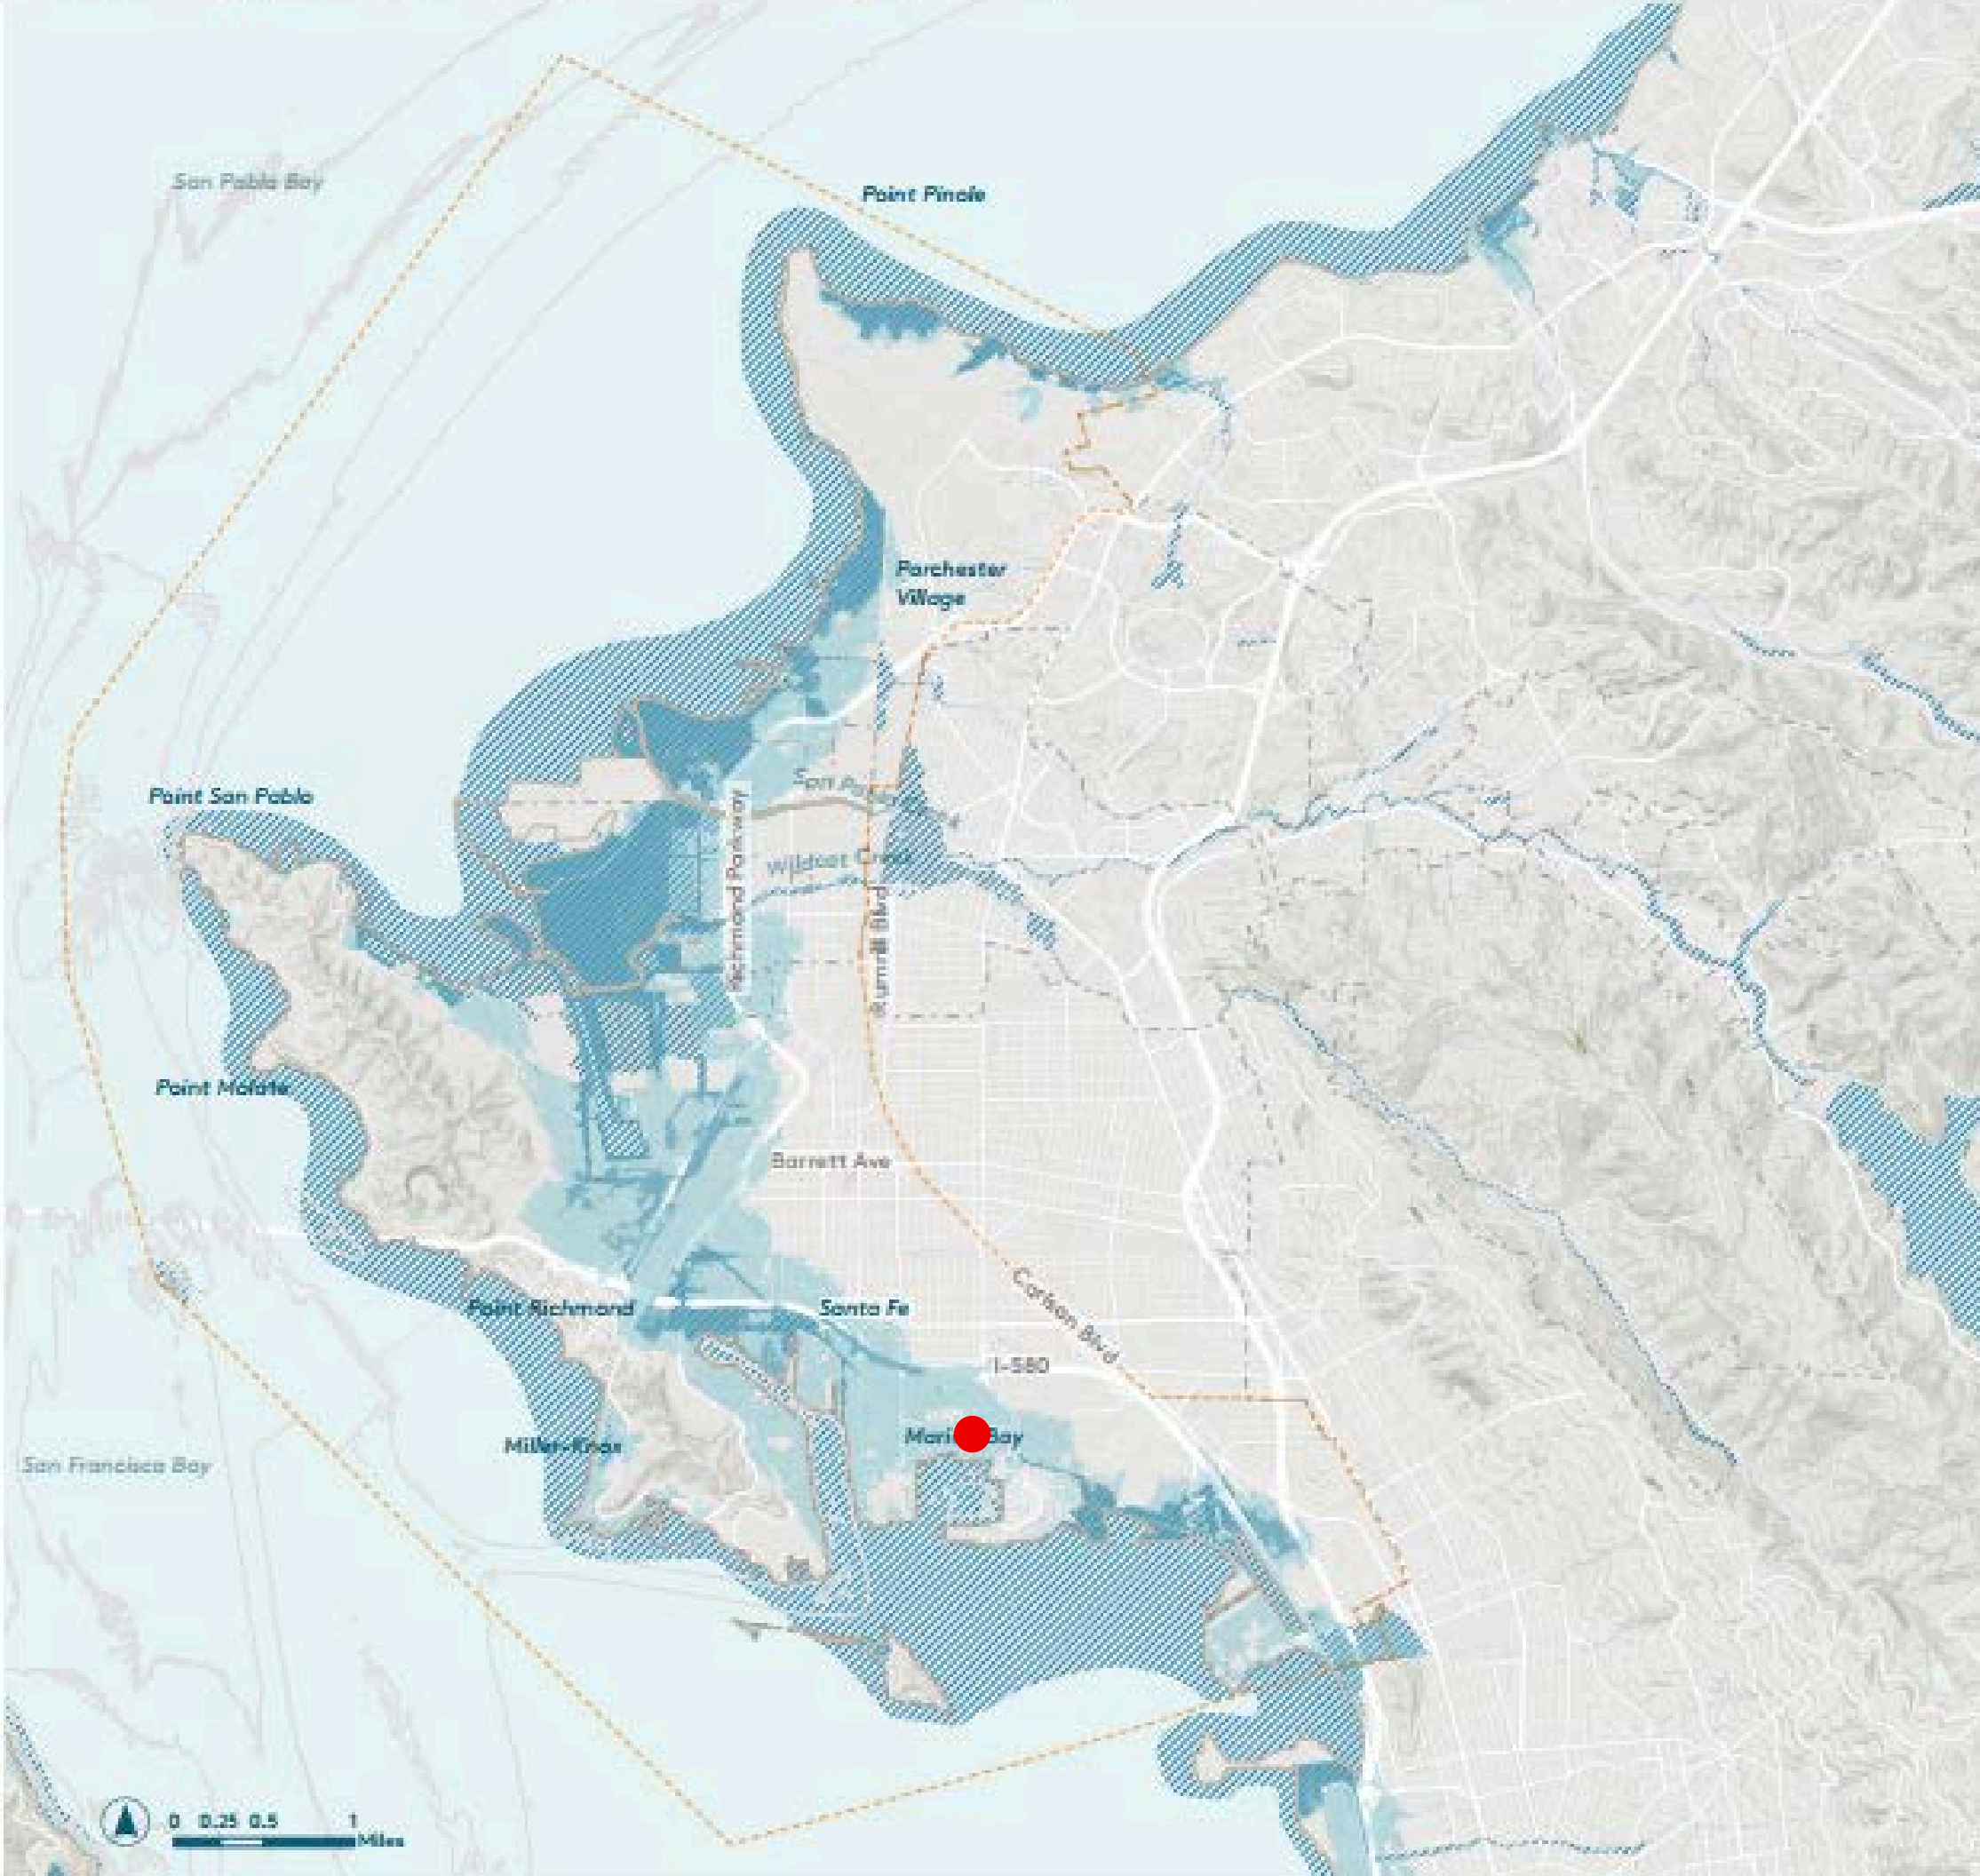 San Pablo Bay
Point Pinole
Parchester
Village
San Pablo
Point San Pablo
Wildcat Creek
Richmond Parkway
Rumrill Blvd
Point Molate
Barrett Ave
Point Richmond
Santa Fe
Carlson Blvd
I-580
Miller-Knox
Bay
San Francisco Bay
0 0.25 0.5 1
Miles